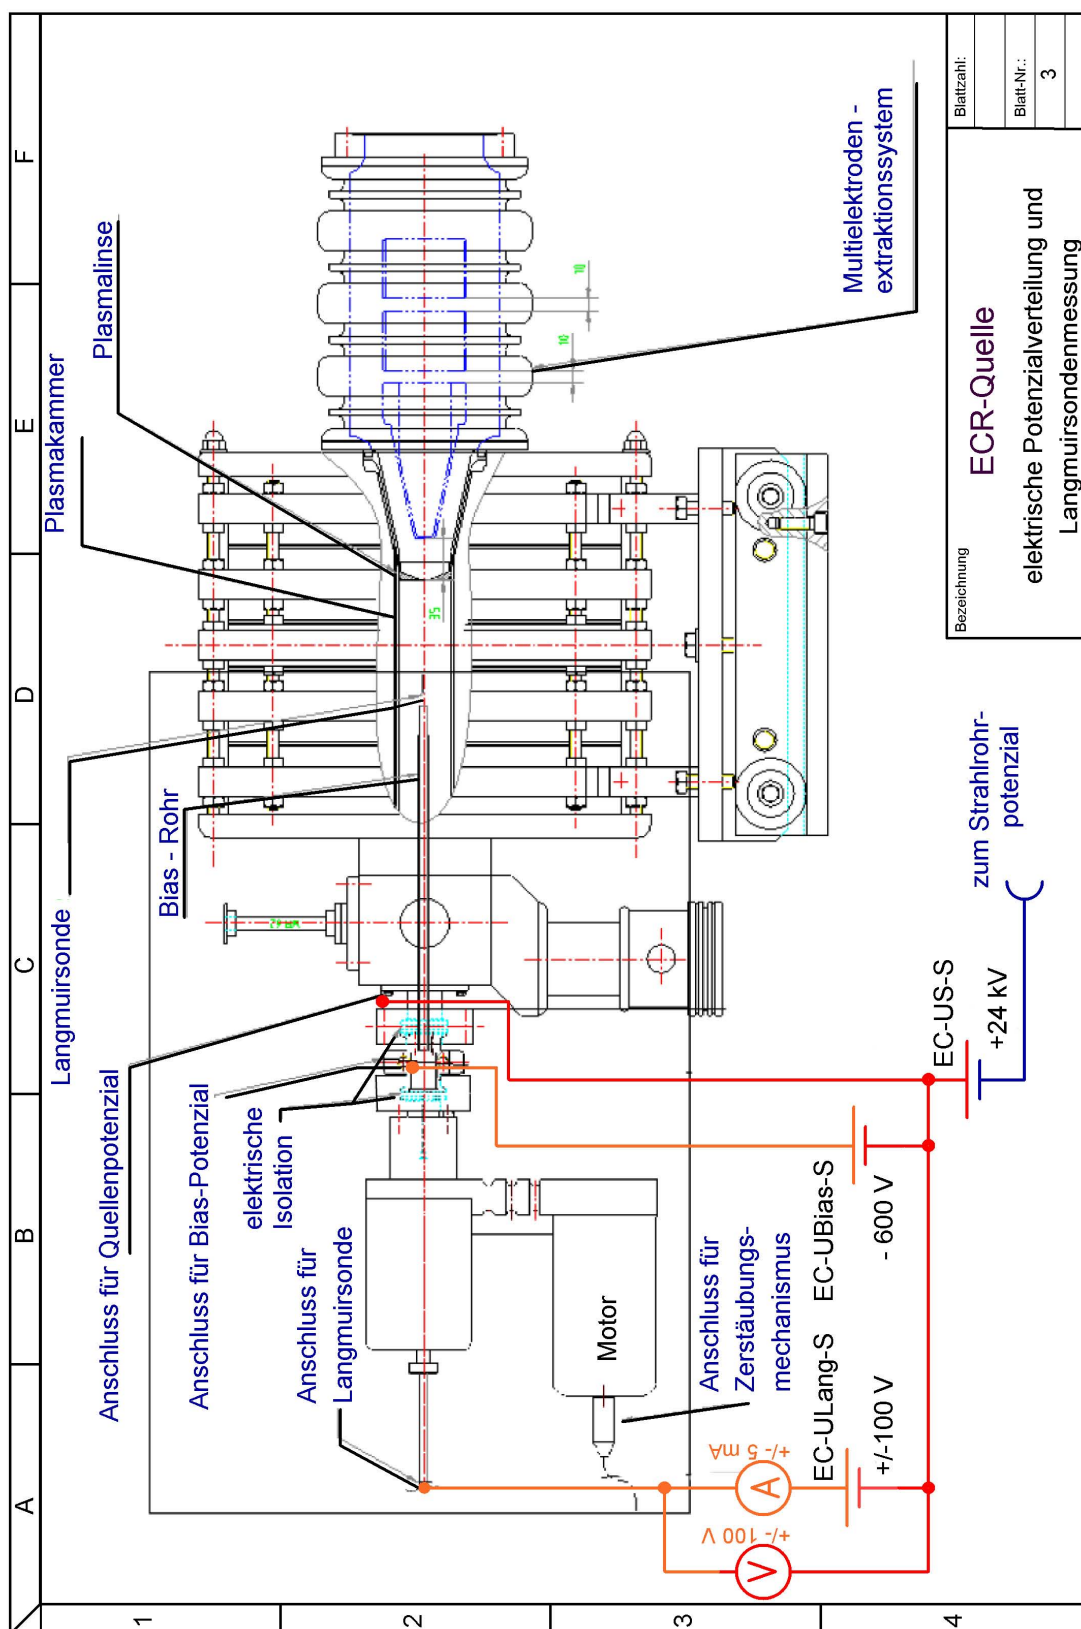 A
B
C
D
E
F
1
2
3
4
Plasmalinse
Plasmakammer
Langmuirsonde
Bias - Rohr
Anschluss für Quellenpotenzial
Anschluss für Bias-Potenzial
elektrische
Isolation
Anschluss für
Langmuirsonde
Motor
Anschluss für
Zerstäubungs-
mechanismus
Multielektroden -
extraktionssystem
35
10
10
+/- 5 mA
A
+/- 100 V
V
EC-ULang-S
+/-100 V
EC-UBias-S
- 600 V
EC-US-S
+24 kV
zum Strahlrohr-
potenzial
Bezeichnung
ECR-Quelle
elektrische Potenzialverteilung und
Langmuirsondenmessung
Blattzahl:
Blatt-Nr.:
3